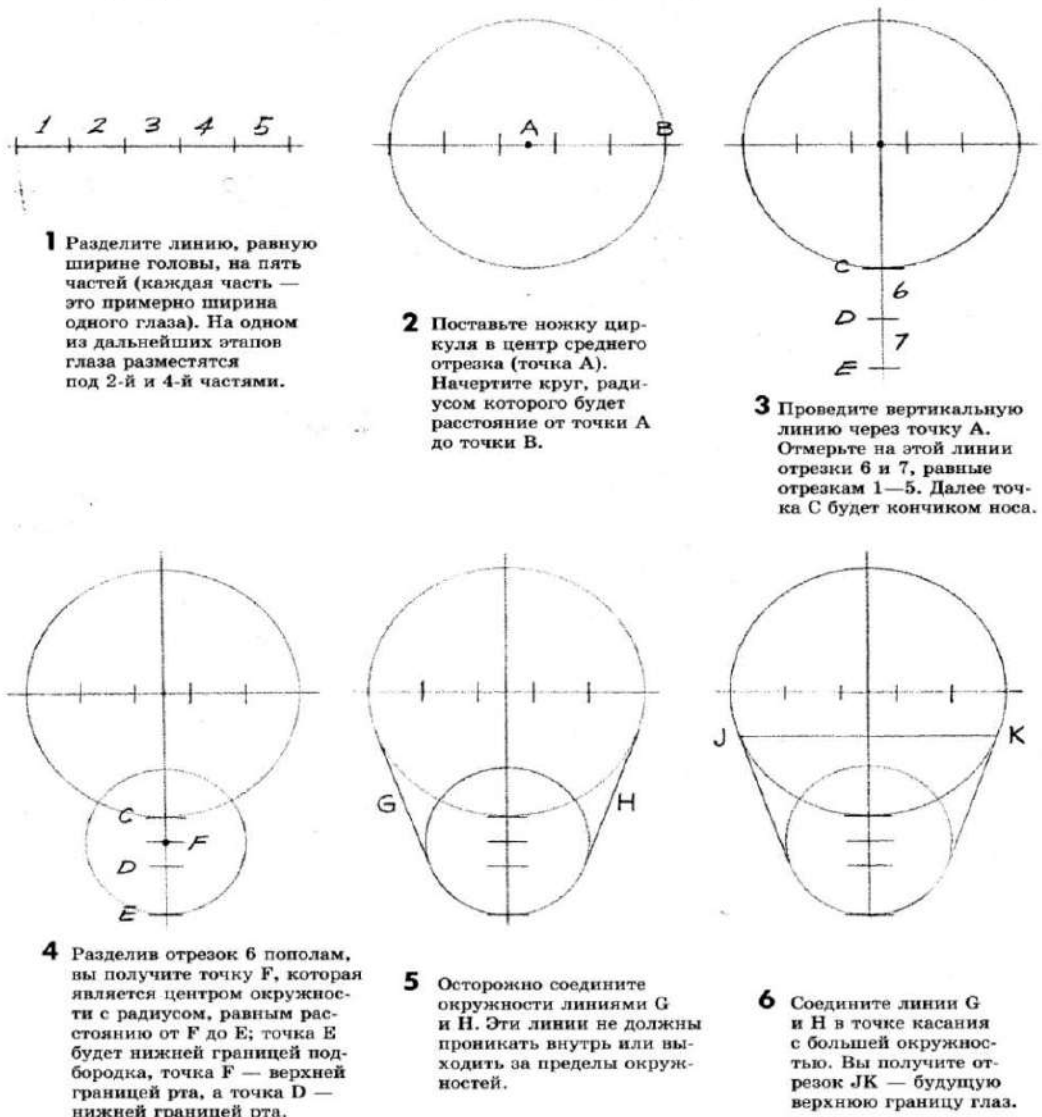 1 2 3 4 5
1 Разделите линию, равную
ширине головы, на пять
частей (каждая часть —
это примерно ширина
одного глаза). На одном
из дальнейших этапов
глаза разместятся
под 2-й и 4-й частями.
A B
2 Поставьте ножку цир-
куля в центр среднего
отрезка (точка А).
Начертите круг, ради-
усом которого будет
расстояние от точки А
до точки В.
C
6
D
7
E
3 Проведите вертикальную
линию через точку А.
Отмерьте на этой линии
отрезки 6 и 7, равные
отрезкам 1—5. Далее точ-
ка С будет кончиком носа.
C
F
D
E
4 Разделив отрезок 6 пополам,
вы получите точку F, которая
является центром окружнос-
ти с радиусом, равным рас-
стоянию от F до E; точка E
будет нижней границей под-
бородка, точка F — верхней
границей рта, а точка D —
нижней границей рта.
G H
5 Осторожно соедините
окружности линиями G
и H. Эти линии не должны
проникать внутрь или вы-
ходить за пределы окруж-
ностей.
J K
6 Соедините линии G
и H в точке касания
с большей окружнос-
тью. Вы получите от-
резок JK — будущую
верхнюю границу глаз.